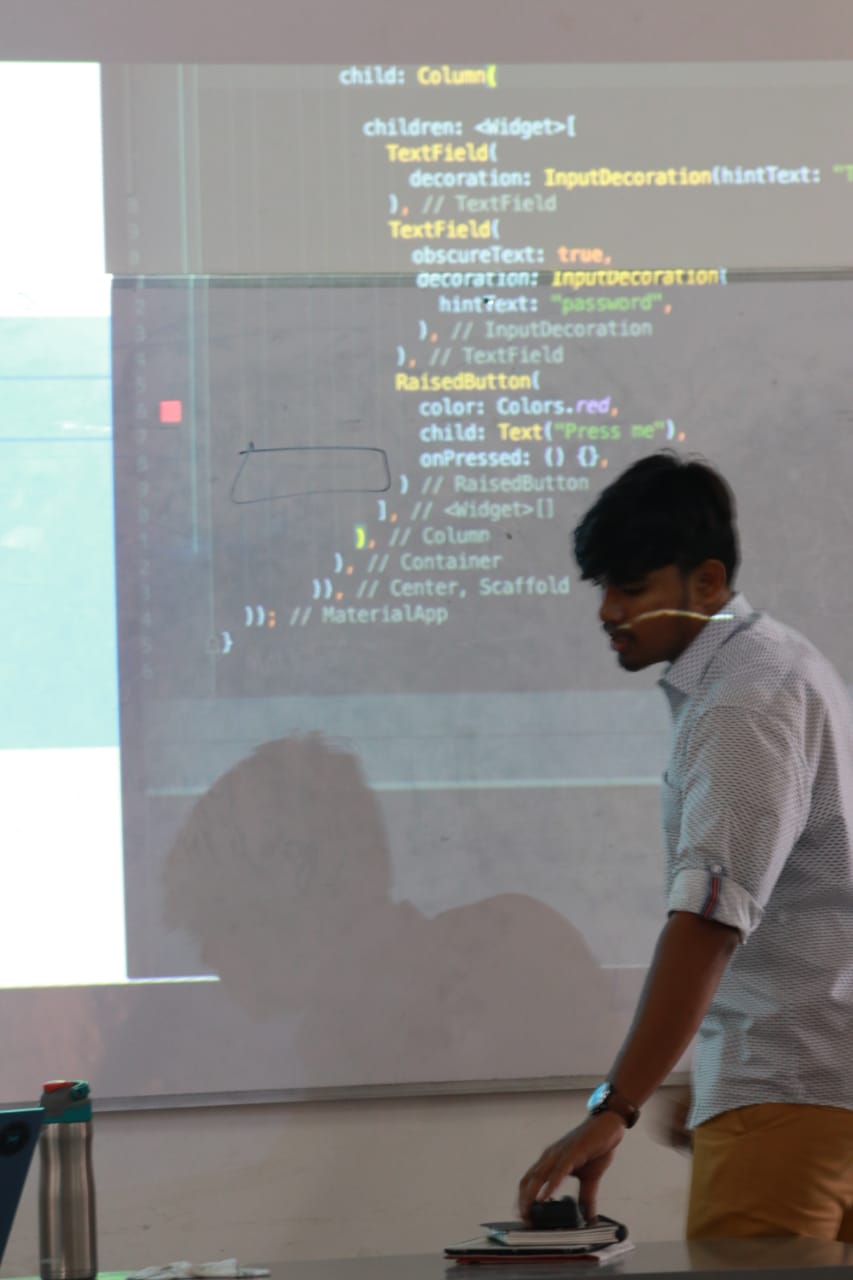 child: Column(
children: <Widget>[
TextField(
decoration: InputDecoration(hintText:
), // TextField
TextField(
obscureText: true,
decoration: InputDecoration(
hintText: "password",
), // InputDecoration
), // TextField
RaisedButton(
color: Colors.red,
child: Text("Press me"),
onPressed: () {},
) // RaisedButton
], // <Widget>[]
), // Column
), // Container
)), // Center, Scaffold
)); // MaterialApp
}